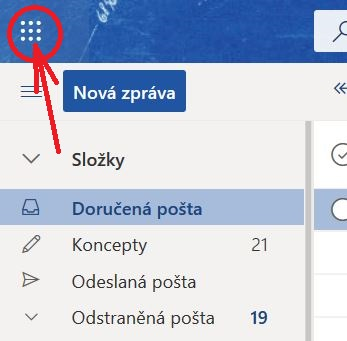 Nová zpráva
Složky
Doručená pošta
Koncepty 21
Odeslaná pošta
Odstraněná pošta 19